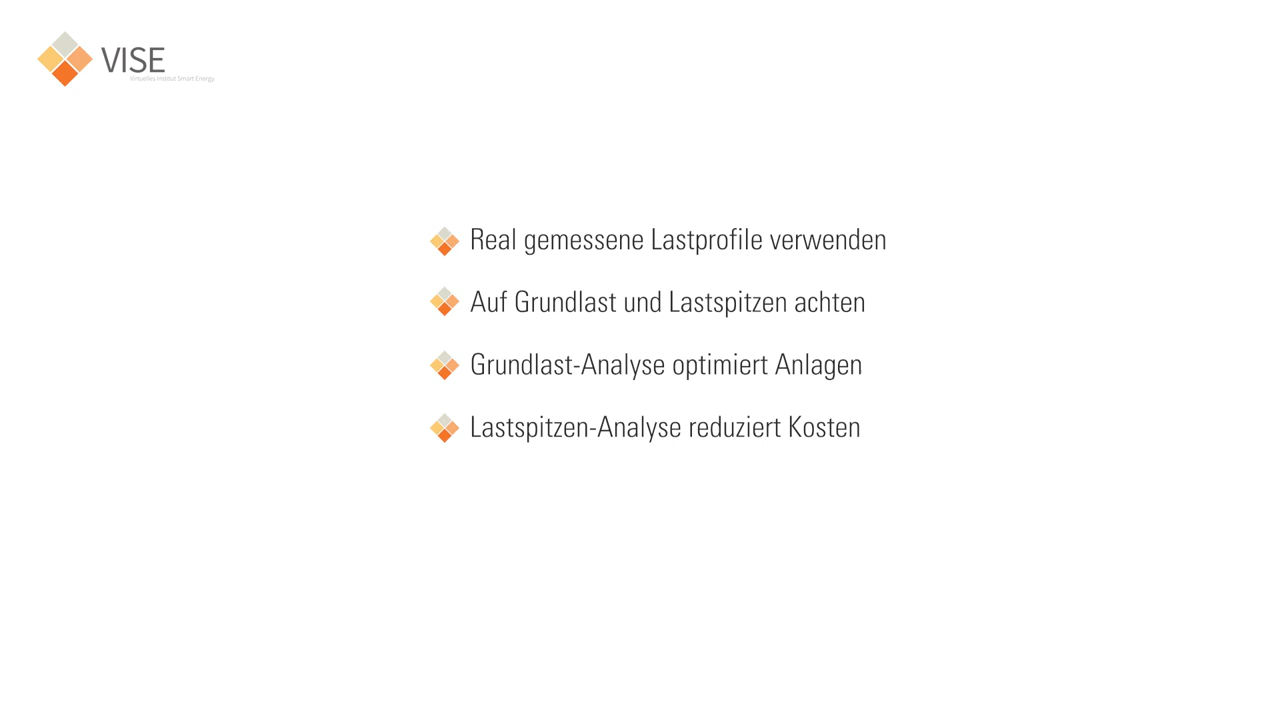 VISE
Virtuelles Institut Smart Energy
Real gemessene Lastprofile verwenden
Auf Grundlast und Lastspitzen achten
Grundlast-Analyse optimiert Anlagen
Lastspitzen-Analyse reduziert Kosten